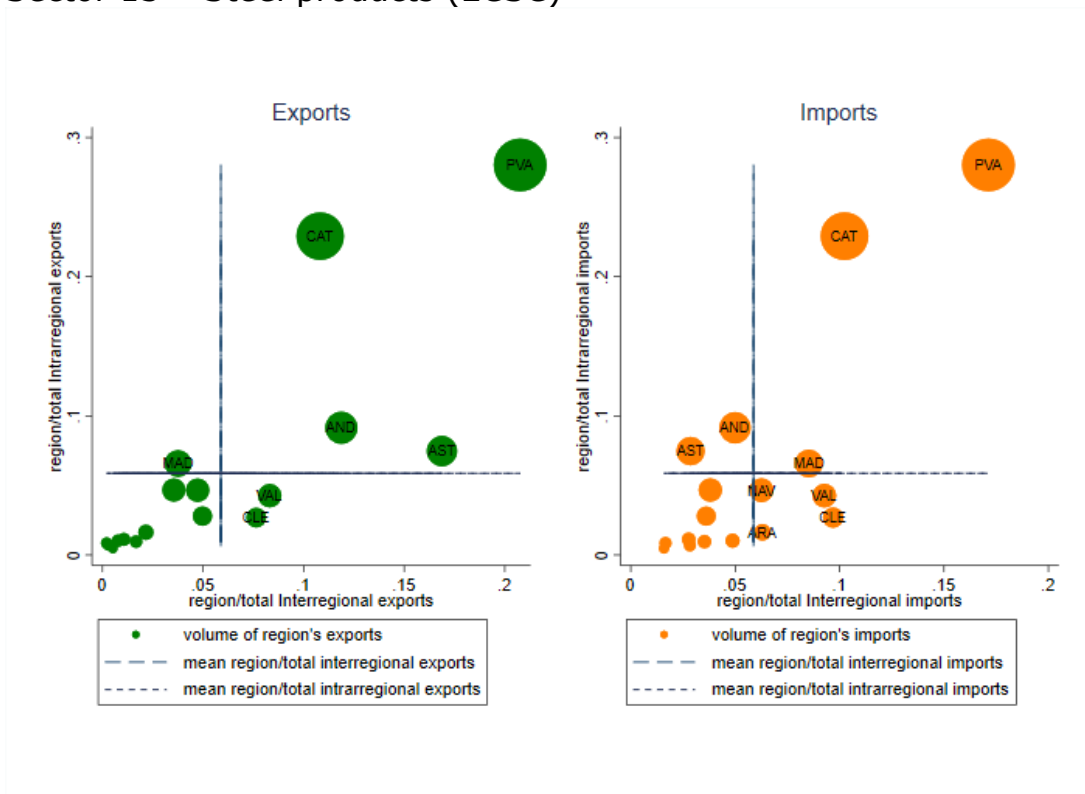 Exports
region/total Intrarregional exports
.3
.2
.1
0
PVA
CAT
AND
AST
MAD
VAL
CLE
0 .05 .1 .15 .2
region/total Interregional exports
volume of region's exports
mean region/total interregional exports
mean region/total intrarregional exports
Imports
region/total Intrarregional imports
.3
.2
.1
0
PVA
CAT
AND
AST
MAD
NAV
VAL
CLE
ARA
0 .05 .1 .15 .2
region/total Interregional imports
volume of region's imports
mean region/total interregional imports
mean region/total intrarregional imports